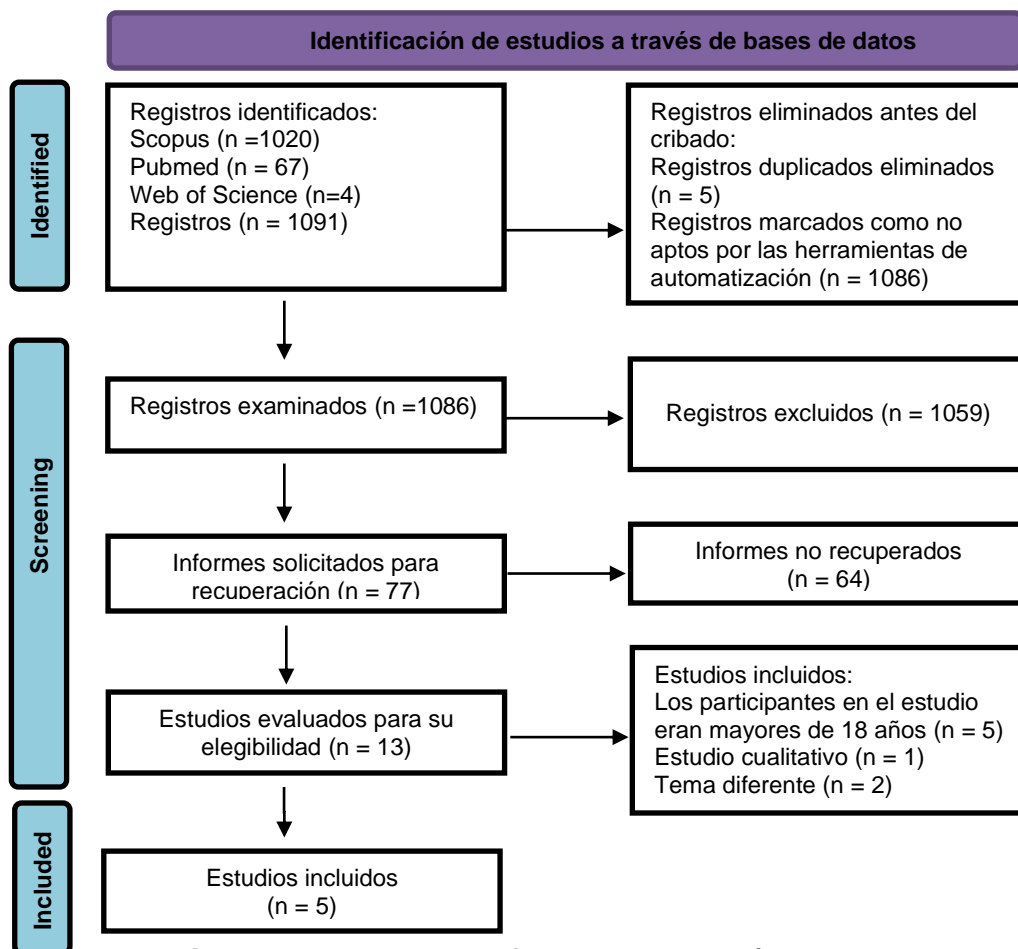 Identificación de estudios a través de bases de datos
Identified
Registros identificados:
Scopus (n =1020)
Pubmed (n = 67)
Web of Science (n=4)
Registros (n = 1091)
Registros eliminados antes del
cribado:
Registros duplicados eliminados
(n = 5)
Registros marcados como no
aptos por las herramientas de
automatización (n = 1086)
Screening
Registros examinados (n =1086)
Registros excluidos (n = 1059)
Informes solicitados para
recuperación (n = 77)
Informes no recuperados
(n = 64)
Estudios evaluados para su
elegibilidad (n = 13)
Estudios incluidos:
Los participantes en el estudio
eran mayores de 18 años (n = 5)
Estudio cualitativo (n = 1)
Tema diferente (n = 2)
Included
Estudios incluidos
(n = 5)